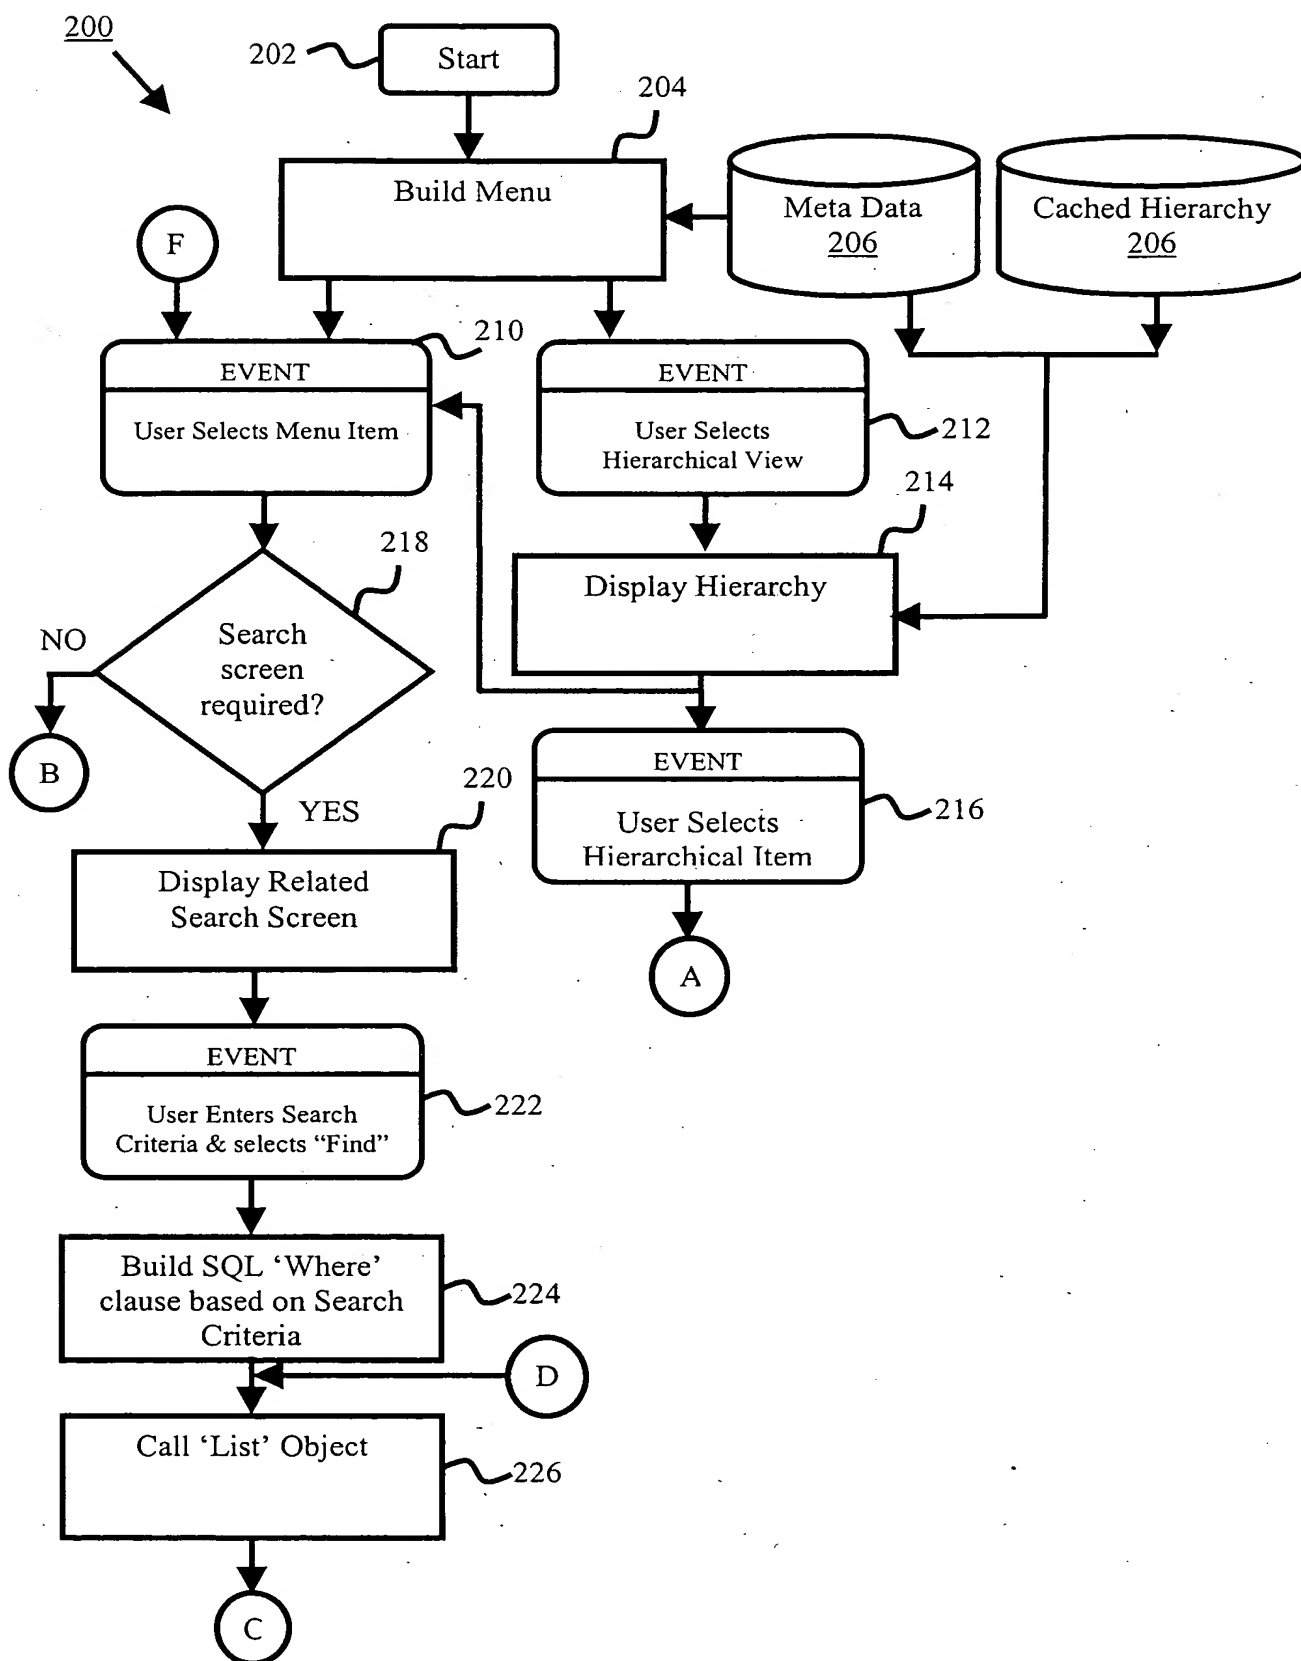 200
202
Start
204
Build Menu
Meta Data
206
Cached Hierarchy
206
F
210
EVENT
User Selects Menu Item
EVENT
User Selects
Hierarchical View
212
214
218
Display Hierarchy
NO
Search
screen
required?
B
YES
EVENT
User Selects
Hierarchical Item
216
220
Display Related
Search Screen
A
EVENT
User Enters Search
Criteria & selects “Find”
222
Build SQL ‘Where’
clause based on Search
Criteria
224
D
Call ‘List’ Object
226
C